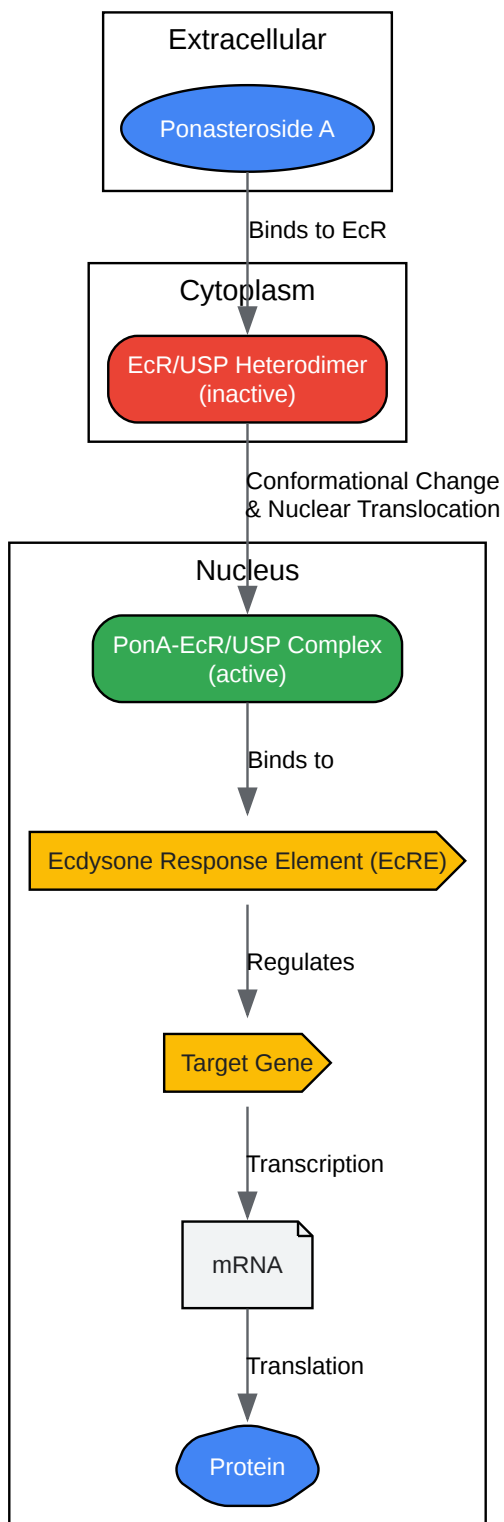 Extracellular
Ponasteroside A
Binds to EcR
Cytoplasm
EcR/USP Heterodimer
(inactive)
Conformational Change
& Nuclear Translocation
Nucleus
PonA-EcR/USP Complex
(active)
Binds to
Ecdysone Response Element (EcRE)
Regulates
Target Gene
Transcription
mRNA
Translation
Protein